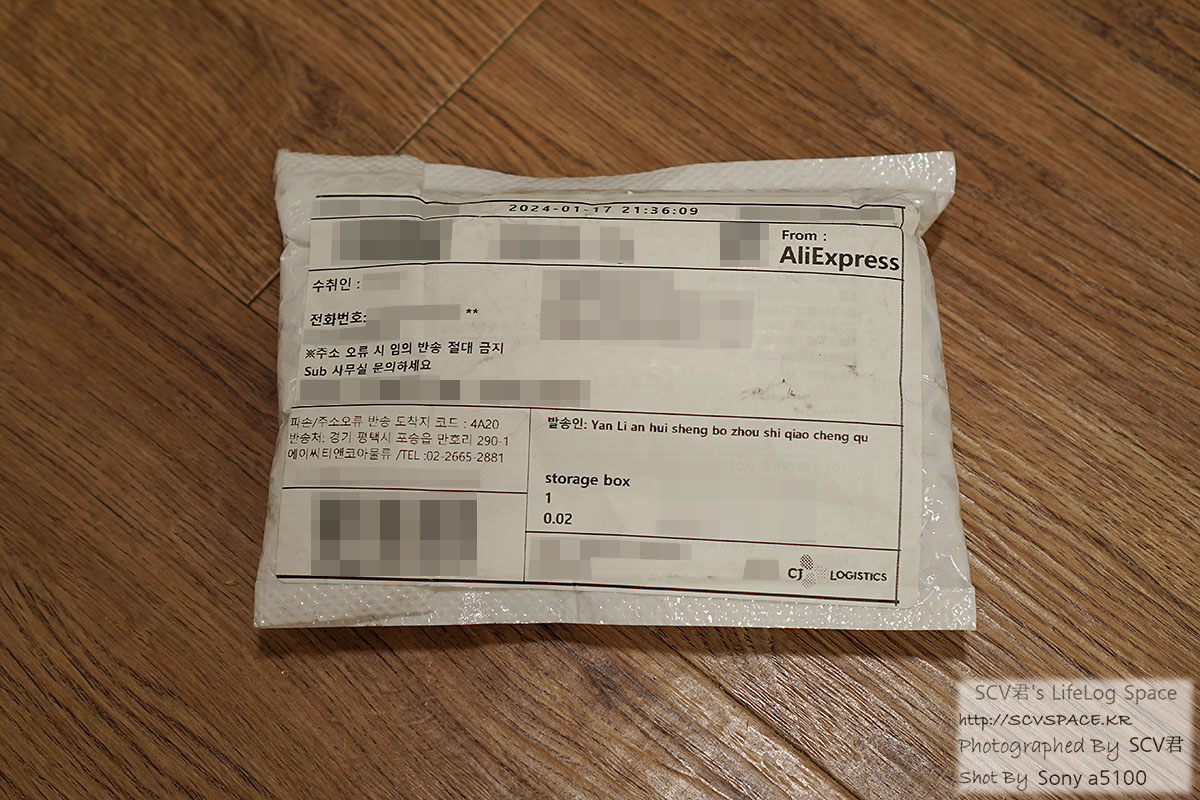 2024-01-17 21:36:09
From :
AliExpress
수취인 :
전화번호: **
※주소 오류 시 임의 반송 절대 금지
Sub 사무실 문의하세요
파손/주소오류 반송 도착지 코드 : 4A20
반송처: 경기 평택시 포승읍 만호리 290-1
에이씨티앤코아물류 /TEL :02-2665-2881
발송인: Yan Li an hui sheng bo zhou shi qiao cheng qu
storage box
1
0.02
CJ LOGISTICS
SCV君's LifeLog Space
http://SCVSPACE.KR
Photographed By SCV君
Shot By Sony a5100